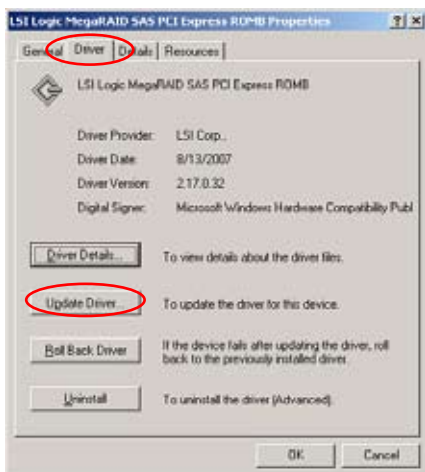 LSI Logic MegaRAID SAS PCI Express ROMB Properties
General Driver Details Resources
LSI Logic MegaRAID SAS PCI Express ROMB
Driver Provider: LSI Corp..
Driver Date: 8/13/2007
Driver Version: 2.17.0.32
Digital Signer: Microsoft Windows Hardware Compatibility Publ
Driver Details... To view details about the driver files.
Update Driver... To update the driver for this device.
Roll Back Driver If the device fails after updating the driver, roll
back to the previously installed driver.
Uninstall To uninstall the driver (Advanced).
OK Cancel